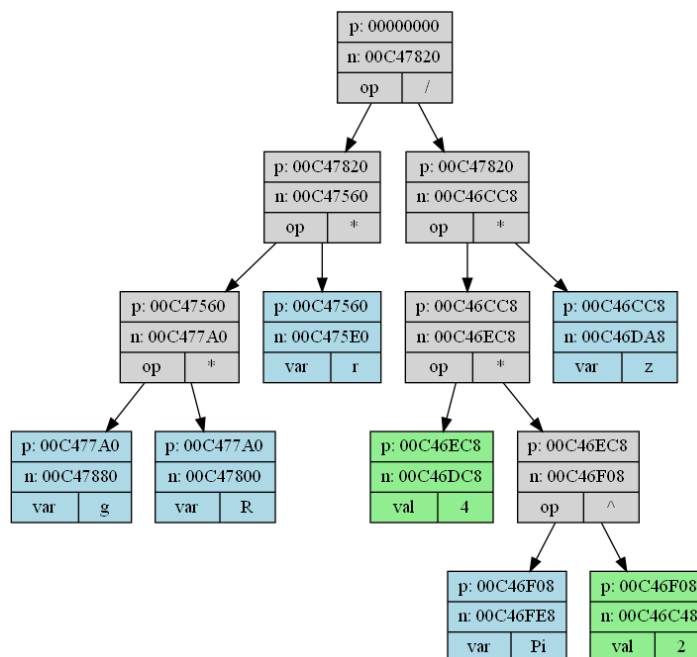 p: 00000000
n: 00C47820
op /
p: 00C47820
n: 00C47560
op *
p: 00C47820
n: 00C46CC8
op *
p: 00C47560
n: 00C477A0
op *
p: 00C47560
n: 00C475E0
var r
p: 00C46CC8
n: 00C46EC8
op *
p: 00C46CC8
n: 00C46DA8
var z
p: 00C477A0
n: 00C47880
var g
p: 00C477A0
n: 00C47800
var R
p: 00C46EC8
n: 00C46DC8
val 4
p: 00C46EC8
n: 00C46F08
op ^
p: 00C46F08
n: 00C46FE8
var Pi
p: 00C46F08
n: 00C46C48
val 2